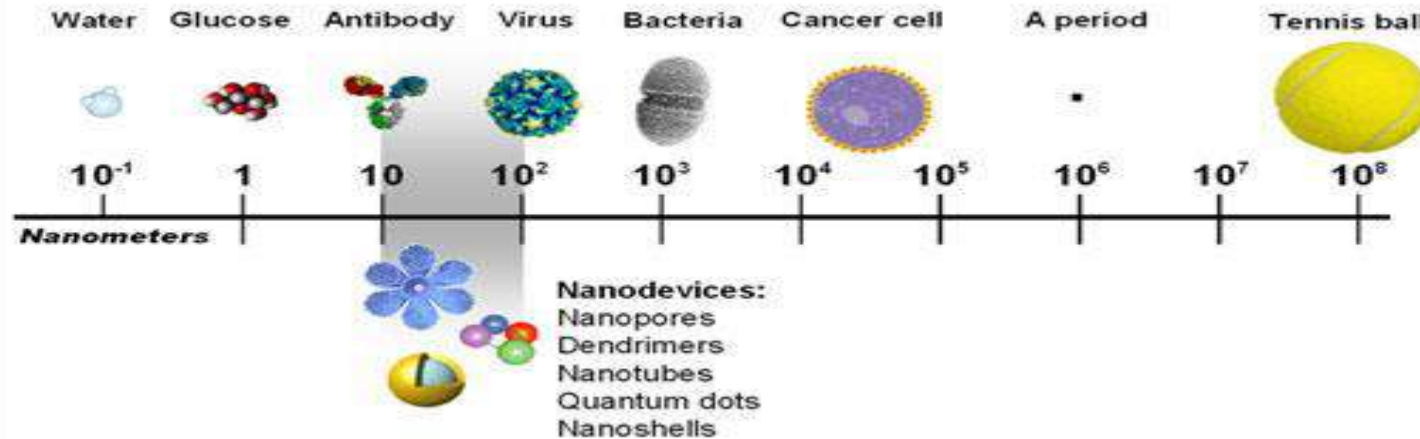 Water Glucose Antibody Virus Bacteria Cancer cell A period Tennis ball
10⁻¹ 1 10 10² 10³ 10⁴ 10⁵ 10⁶ 10⁷ 10⁸
Nanometers
Nanodevices:
Nanopores
Dendrimers
Nanotubes
Quantum dots
Nanoshells